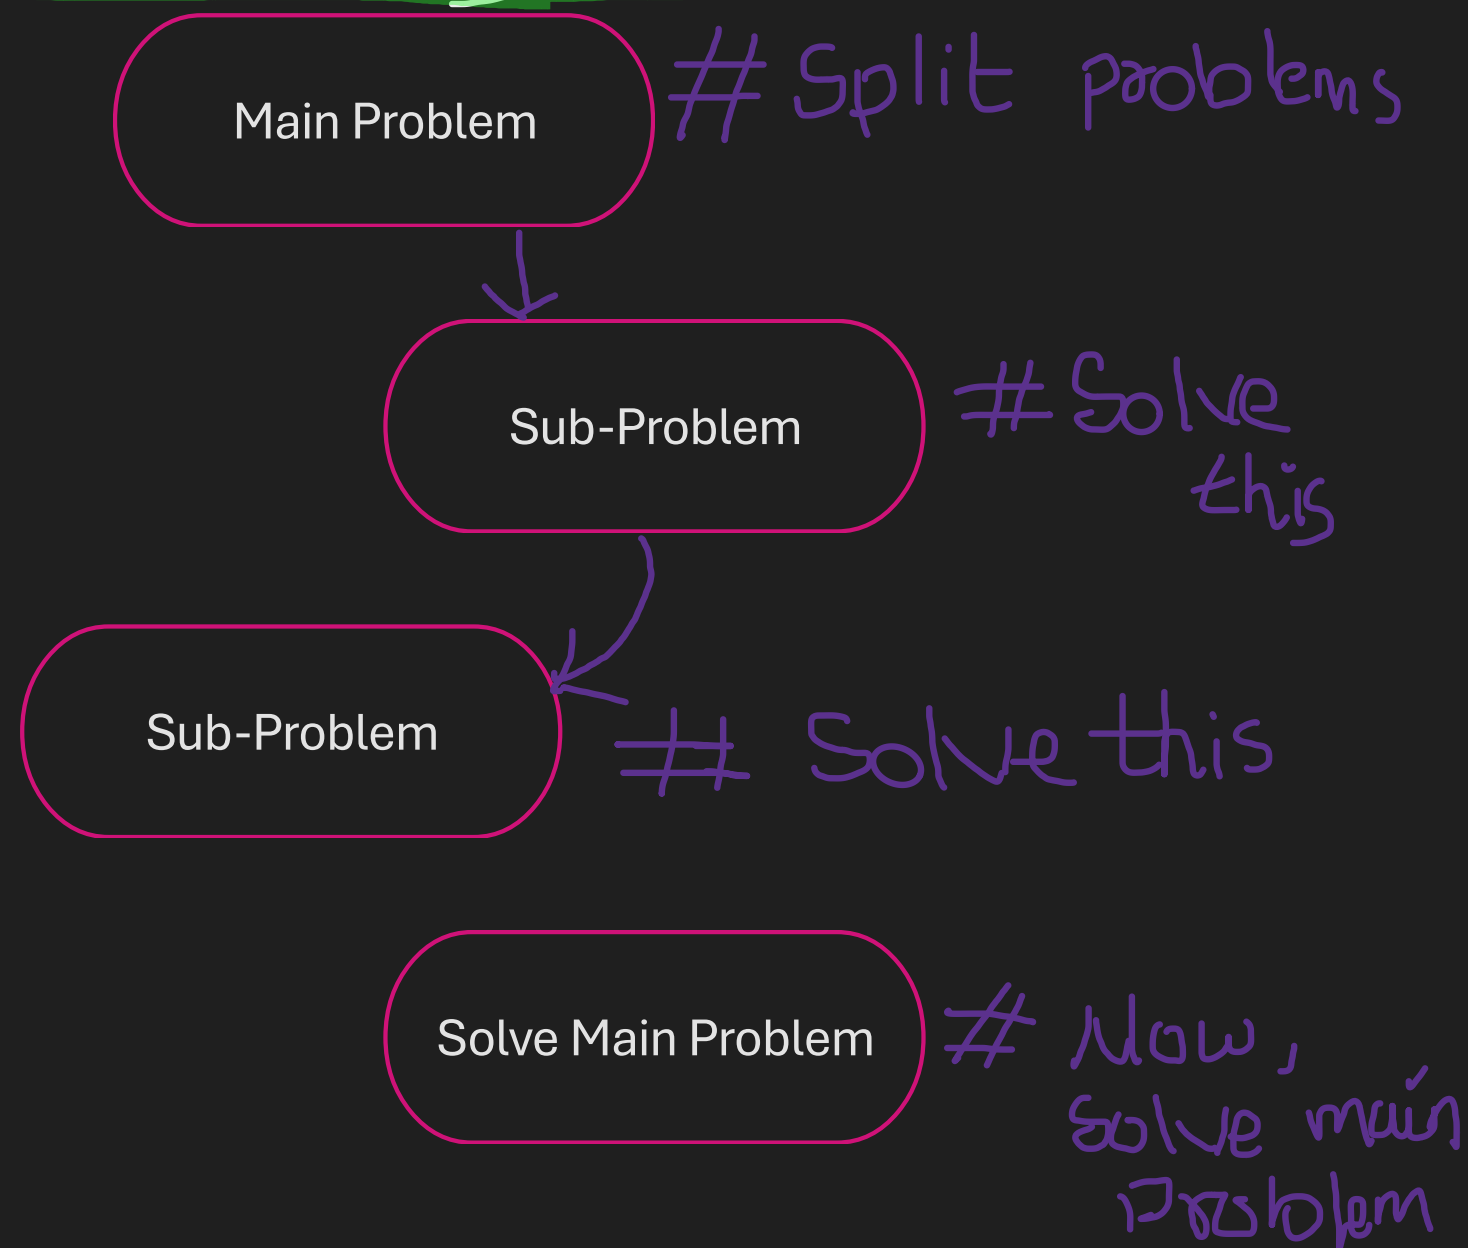 Main Problem # Split problems
Sub-Problem # Solve
this
Sub-Problem # Solve this
Solve Main Problem # Now,
solve main
Problem